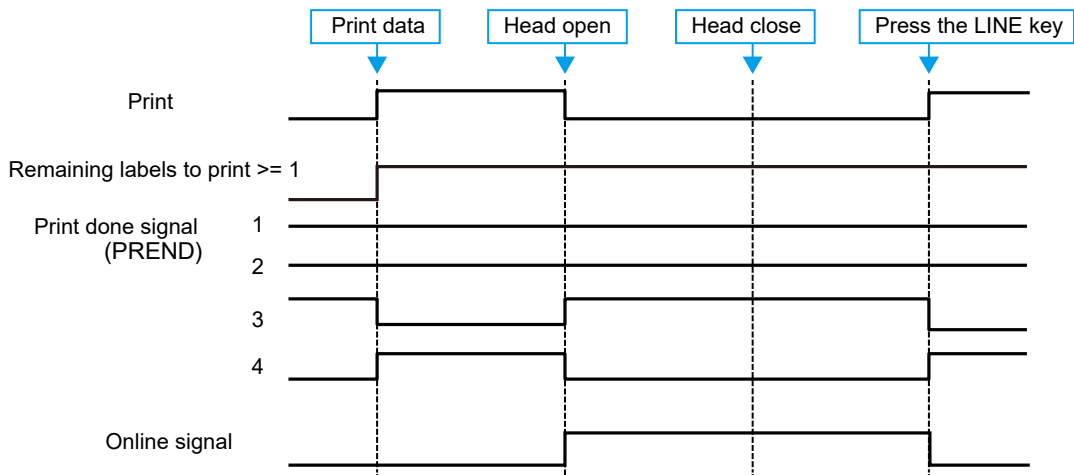 Print data
Head open
Head close
Press the LINE key
Print
Remaining labels to print >= 1
Print done signal
(PREND)
1
2
3
4
Online signal